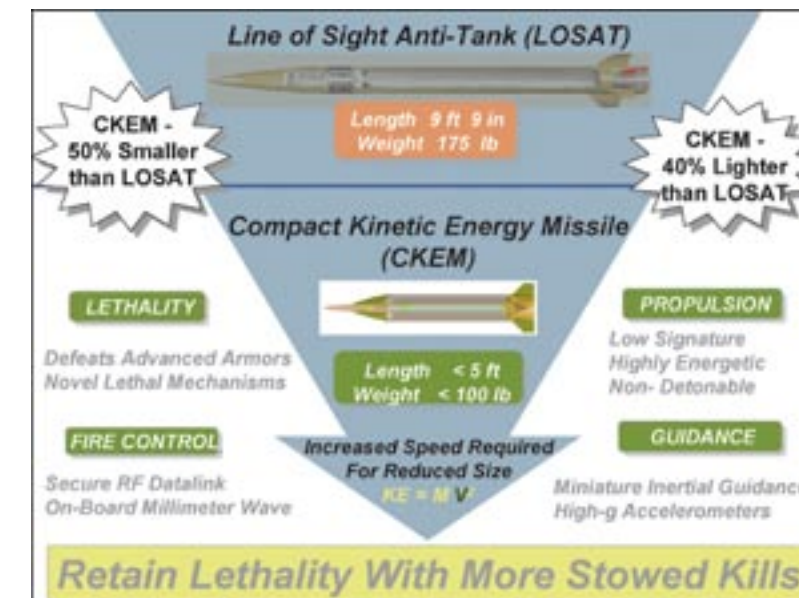 Line of Sight Anti-Tank (LOSAT)
Length 9 ft 9 in
Weight 175 lb
CKEM -
50% Smaller
than LOSAT
CKEM -
40% Lighter
than LOSAT
Compact Kinetic Energy Missile
(CKEM)
Length < 5 ft
Weight < 100 lb
LETHALITY
Defeats Advanced Armors
Novel Lethal Mechanisms
PROPULSION
Low Signature
Highly Energetic
Non- Detonable
FIRE CONTROL
Secure RF Datalink
On-Board Millimeter Wave
GUIDANCE
Miniature Inertial Guidance
High-g Accelerometers
Increased Speed Required
For Reduced Size
KE = M V
Retain Lethality With More Stowed Kills